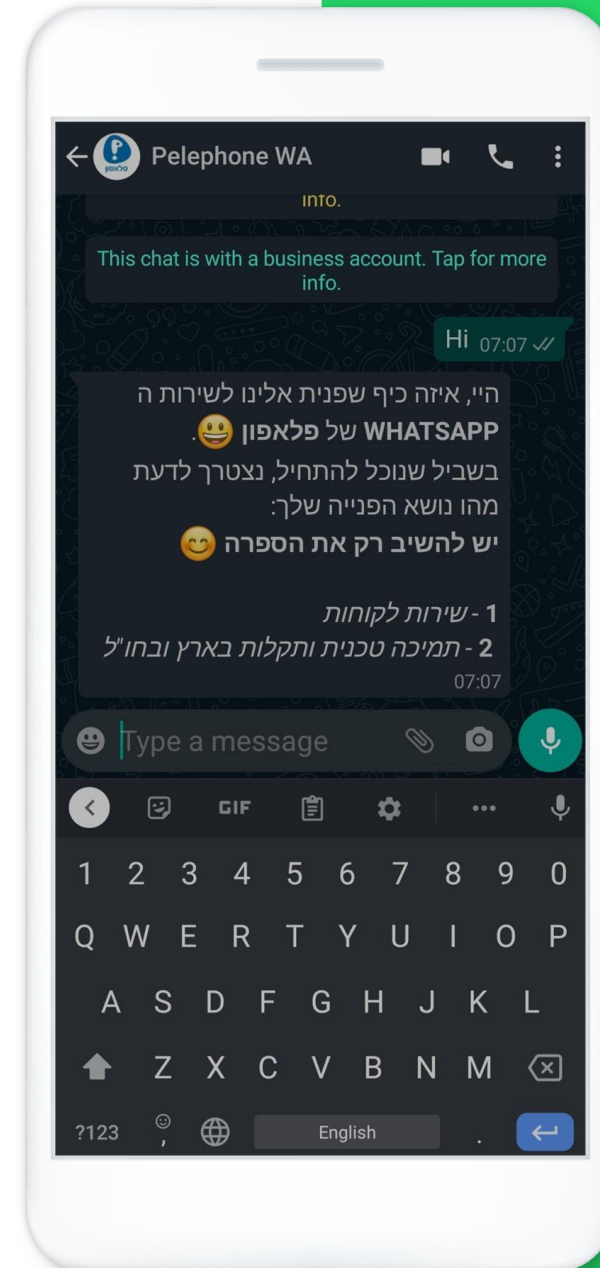 Pelephone WA
פלאפון
info.
This chat is with a business account. Tap for more
info.
Hi 07:07
היי, איזה כיף שפנית אלינו לשירות ה
WHATSAPP של פלאפון 😃.
בשביל שנוכל להתחיל, נצטרך לדעת
מהו נושא הפנייה שלך:
יש להשיב רק את הספרה 😊
1 - שירות לקוחות
2 - תמיכה טכנית ותקלות בארץ ובחו"ל
07:07
Type a message
GIF
1 2 3 4 5 6 7 8 9 0
Q W E R T Y U I O P
A S D F G H J K L
Z X C V B N M
?123 , English .